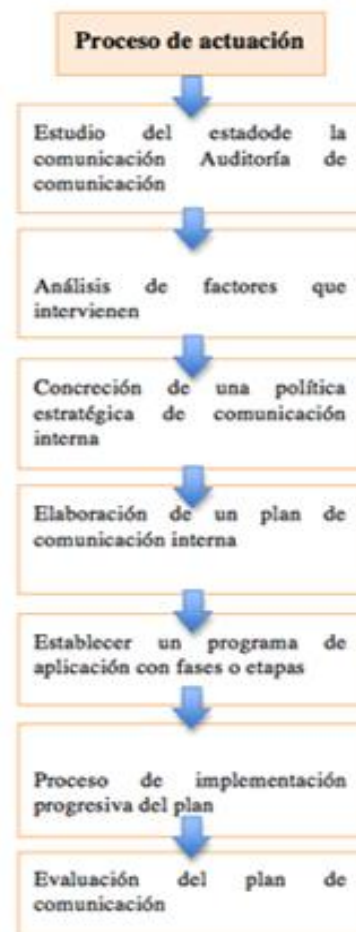 Proceso de actuación
Estudio del estadode la
comunicación Auditoría de
comunicación
Análisis de factores que
intervienen
Concreción de una política
estratégica de comunicación
interna
Elaboración de un plan de
comunicación interna
Establecer un programa de
aplicación con fases o etapas
Proceso de implementación
progresiva del plan
Evaluación del plan de
comunicación